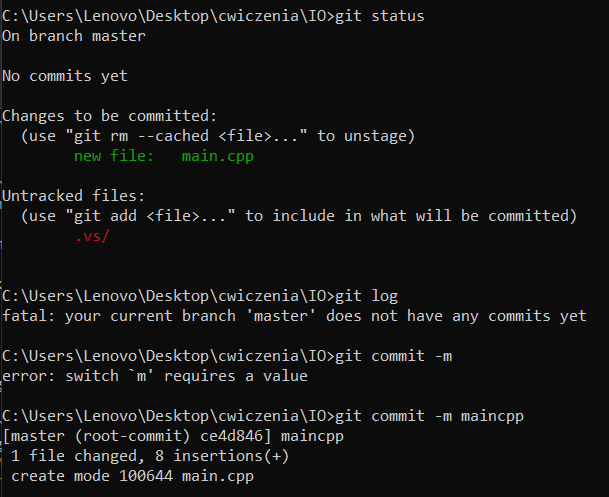 C:\Users\Lenovo\Desktop\cwiczenia\IO>git status
On branch master
No commits yet
Changes to be committed:
  (use "git rm --cached <file>..." to unstage)
        new file:   main.cpp
Untracked files:
  (use "git add <file>..." to include in what will be committed)
        .vs/
C:\Users\Lenovo\Desktop\cwiczenia\IO>git log
fatal: your current branch 'master' does not have any commits yet
C:\Users\Lenovo\Desktop\cwiczenia\IO>git commit -m
error: switch `m' requires a value
C:\Users\Lenovo\Desktop\cwiczenia\IO>git commit -m maincpp
[master (root-commit) ce4d846] maincpp
 1 file changed, 8 insertions(+)
 create mode 100644 main.cpp